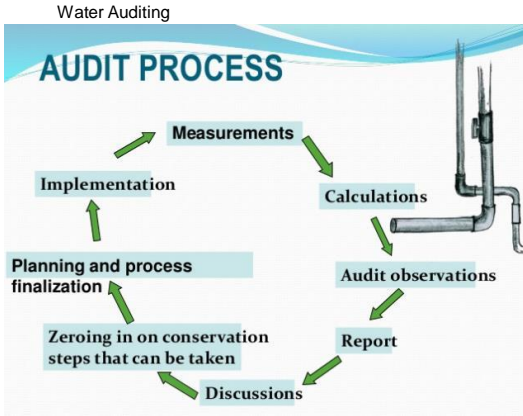 Water Auditing
AUDIT PROCESS
Measurements
Calculations
Audit observations
Report
Discussions
Zeroing in on conservation
steps that can be taken
Planning and process
finalization
Implementation